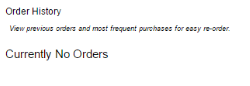 Order History
View previous orders and most frequent purchases for easy re-order.
Currently No Orders